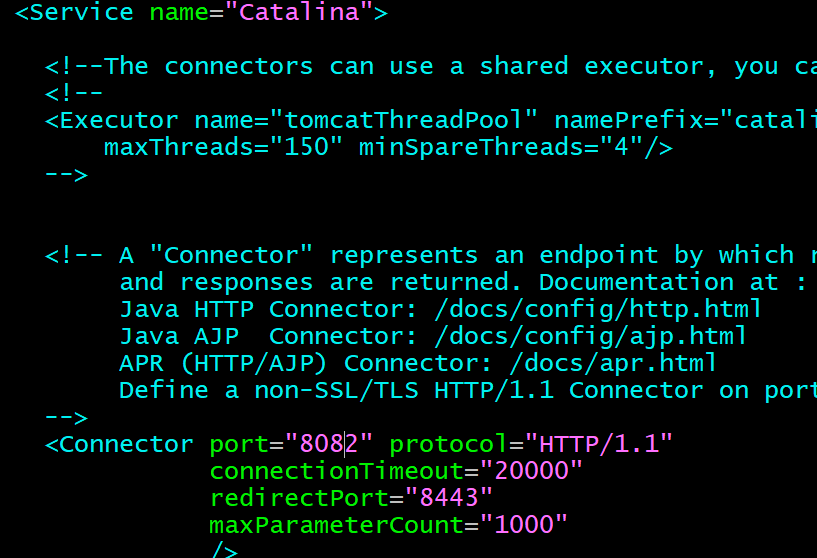 <Service name="Catalina">
<!--The connectors can use a shared executor, you ca
<!--
<Executor name="tomcatThreadPool" namePrefix="catali
maxThreads="150" minSpareThreads="4"/>
-->
<!-- A "Connector" represents an endpoint by which r
and responses are returned. Documentation at :
Java HTTP Connector: /docs/config/http.html
Java AJP  Connector: /docs/config/ajp.html
APR (HTTP/AJP) Connector: /docs/apr.html
Define a non-SSL/TLS HTTP/1.1 Connector on port
-->
<Connector port="8082" protocol="HTTP/1.1"
connectionTimeout="20000"
redirectPort="8443"
maxParameterCount="1000"
/>